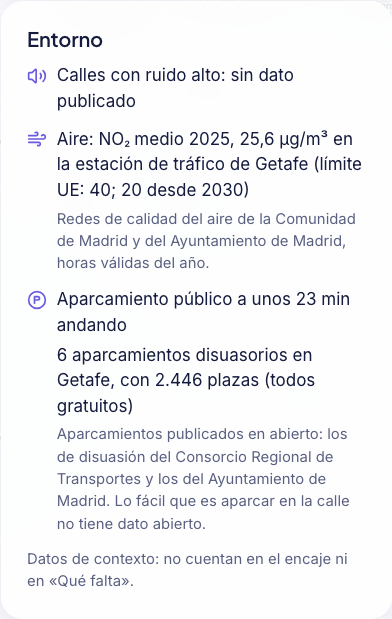 Entorno
Calles con ruido alto: sin dato
publicado
Aire: NO₂ medio 2025, 25,6 µg/m³ en
la estación de tráfico de Getafe (límite
UE: 40; 20 desde 2030)
Redes de calidad del aire de la Comunidad
de Madrid y del Ayuntamiento de Madrid,
horas válidas del año.
Aparcamiento público a unos 23 min
andando
6 aparcamientos disuasorios en
Getafe, con 2.446 plazas (todos
gratuitos)
Aparcamientos publicados en abierto: los
de disuasión del Consorcio Regional de
Transportes y los del Ayuntamiento de
Madrid. Lo fácil que es aparcar en la calle
no tiene dato abierto.
Datos de contexto: no cuentan en el encaje ni
en «Qué falta».